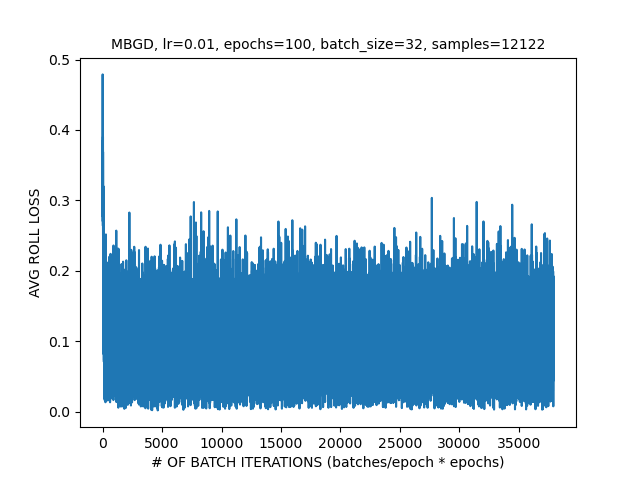 MBGD, lr=0.01, epochs=100, batch_size=32, samples=12122
0.5
0.4
0.3
0.2
0.1
0.0
AVG ROLL LOSS
0 5000 10000 15000 20000 25000 30000 35000
# OF BATCH ITERATIONS (batches/epoch * epochs)